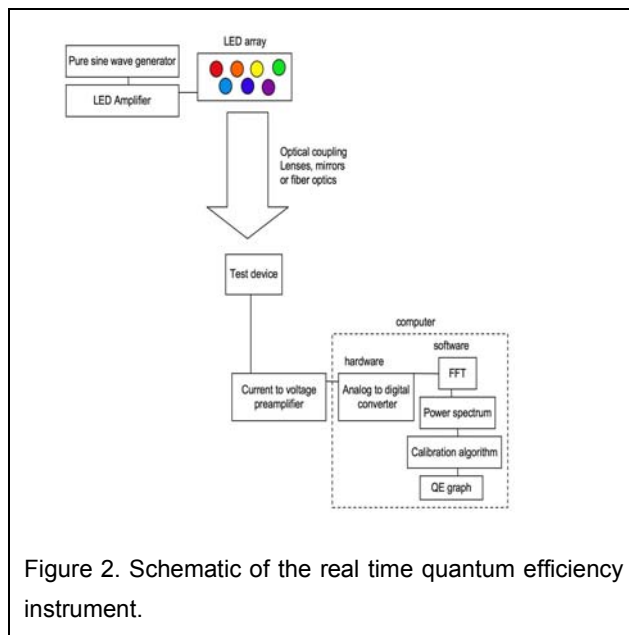 LED array
Pure sine wave generator
LED Amplifier
Optical coupling
Lenses, mirrors
or fiber optics
Test device
computer
software
hardware
FFT
Current to voltage
preamplifier
Analog to digital
converter
Power spectrum
Calibration algorithm
QE graph
Figure 2. Schematic of the real time quantum efficiency
instrument.